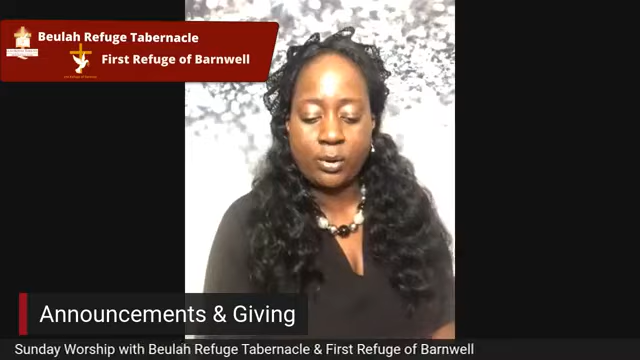 Beulah Refuge Tabernacle
First Refuge of Barnwell
Announcements & Giving
Sunday Worship with Beulah Refuge Tabernacle & First Refuge of Barnwell